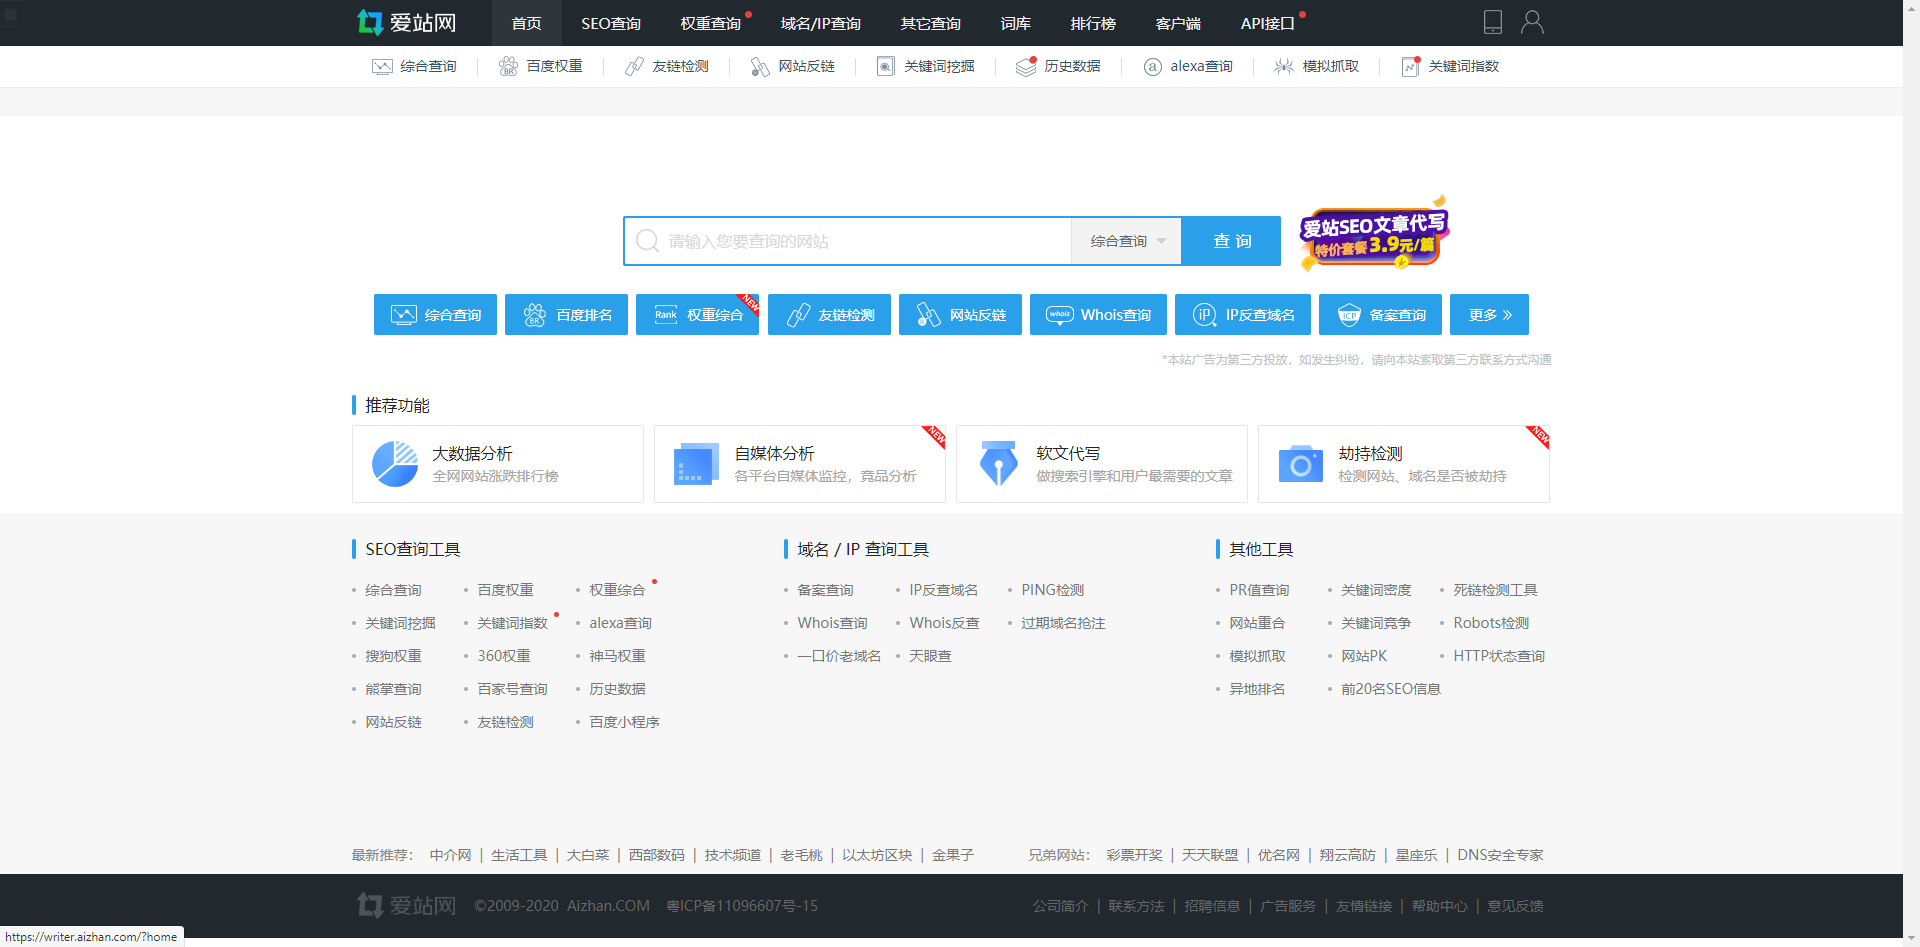 爱站网 首页 SEO查询 权重查询 域名/IP查询 其它查询 词库 排行榜 客户端 API接口
综合查询 百度权重 友链检测 网站反链 关键词挖掘 历史数据 alexa查询 模拟抓取 关键词指数
请输入您要查询的网站 综合查询 查 询
爱站SEO文章代写
特价套餐3.9元/篇
综合查询 百度排名 Rank 权重综合 NEW 友链检测 网站反链 whois Whois查询 IP IP反查域名 ICP 备案查询 更多 »
*本站广告为第三方投放，如发生纠纷，请向本站索取第三方联系方式沟通
推荐功能
大数据分析
全网网站涨跌排行榜
自媒体分析 NEW
各平台自媒体监控，竞品分析
软文代写
做搜索引擎和用户最需要的文章
劫持检测 NEW
检测网站、域名是否被劫持
SEO查询工具
综合查询 百度权重 权重综合
关键词挖掘 关键词指数 alexa查询
搜狗权重 360权重 神马权重
熊掌查询 百家号查询 历史数据
网站反链 友链检测 百度小程序
域名 / IP 查询工具
备案查询 IP反查域名 PING检测
Whois查询 Whois反查 过期域名抢注
一口价老域名 天眼查
其他工具
PR值查询 关键词密度 死链检测工具
网站重合 关键词竞争 Robots检测
模拟抓取 网站PK HTTP状态查询
异地排名 前20名SEO信息
最新推荐： 中介网 | 生活工具 | 大白菜 | 西部数码 | 技术频道 | 老毛桃 | 以太坊区块 | 金果子
兄弟网站： 彩票开奖 | 天天联盟 | 优名网 | 翔云高防 | 星座乐 | DNS安全专家
爱站网 ©2009-2020 Aizhan.COM 粤ICP备11096607号-15
公司简介 | 联系方法 | 招聘信息 | 广告服务 | 友情链接 | 帮助中心 | 意见反馈
https://writer.aizhan.com/?home